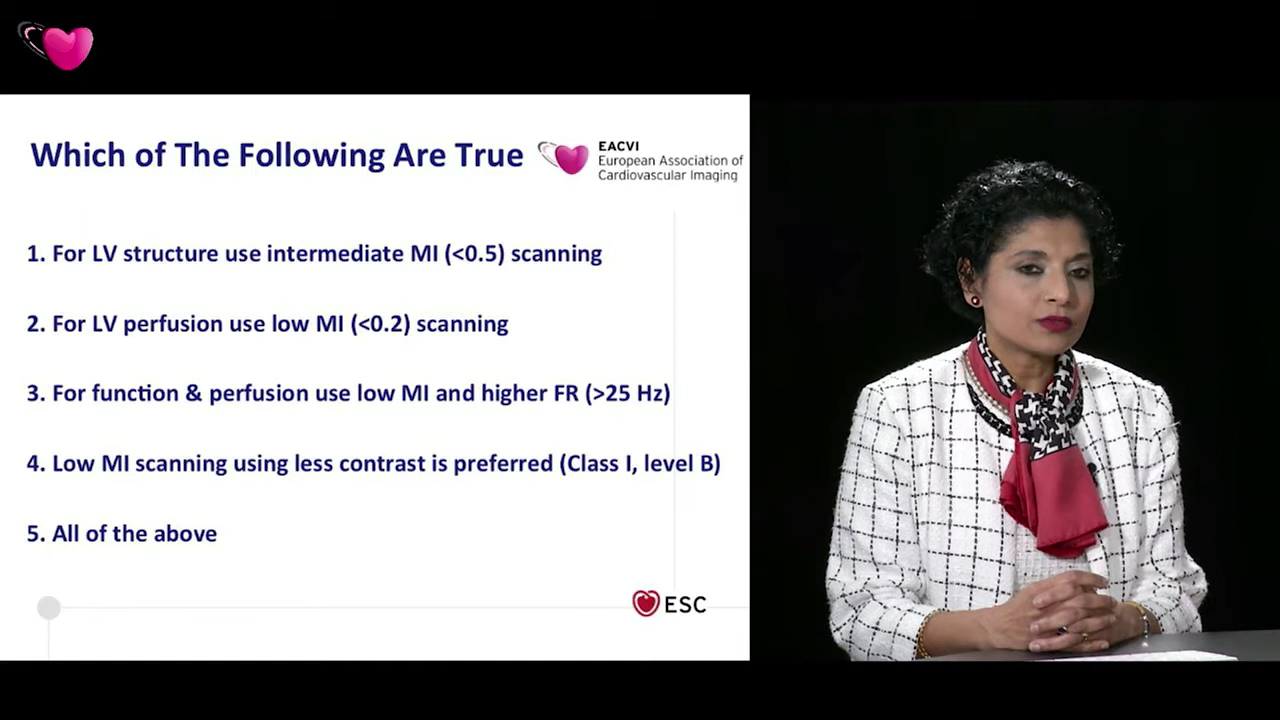 Which of The Following Are True
EACVI
European Association of
Cardiovascular Imaging
1. For LV structure use intermediate MI (<0.5) scanning
2. For LV perfusion use low MI (<0.2) scanning
3. For function & perfusion use low MI and higher FR (>25 Hz)
4. Low MI scanning using less contrast is preferred (Class I, level B)
5. All of the above
ESC